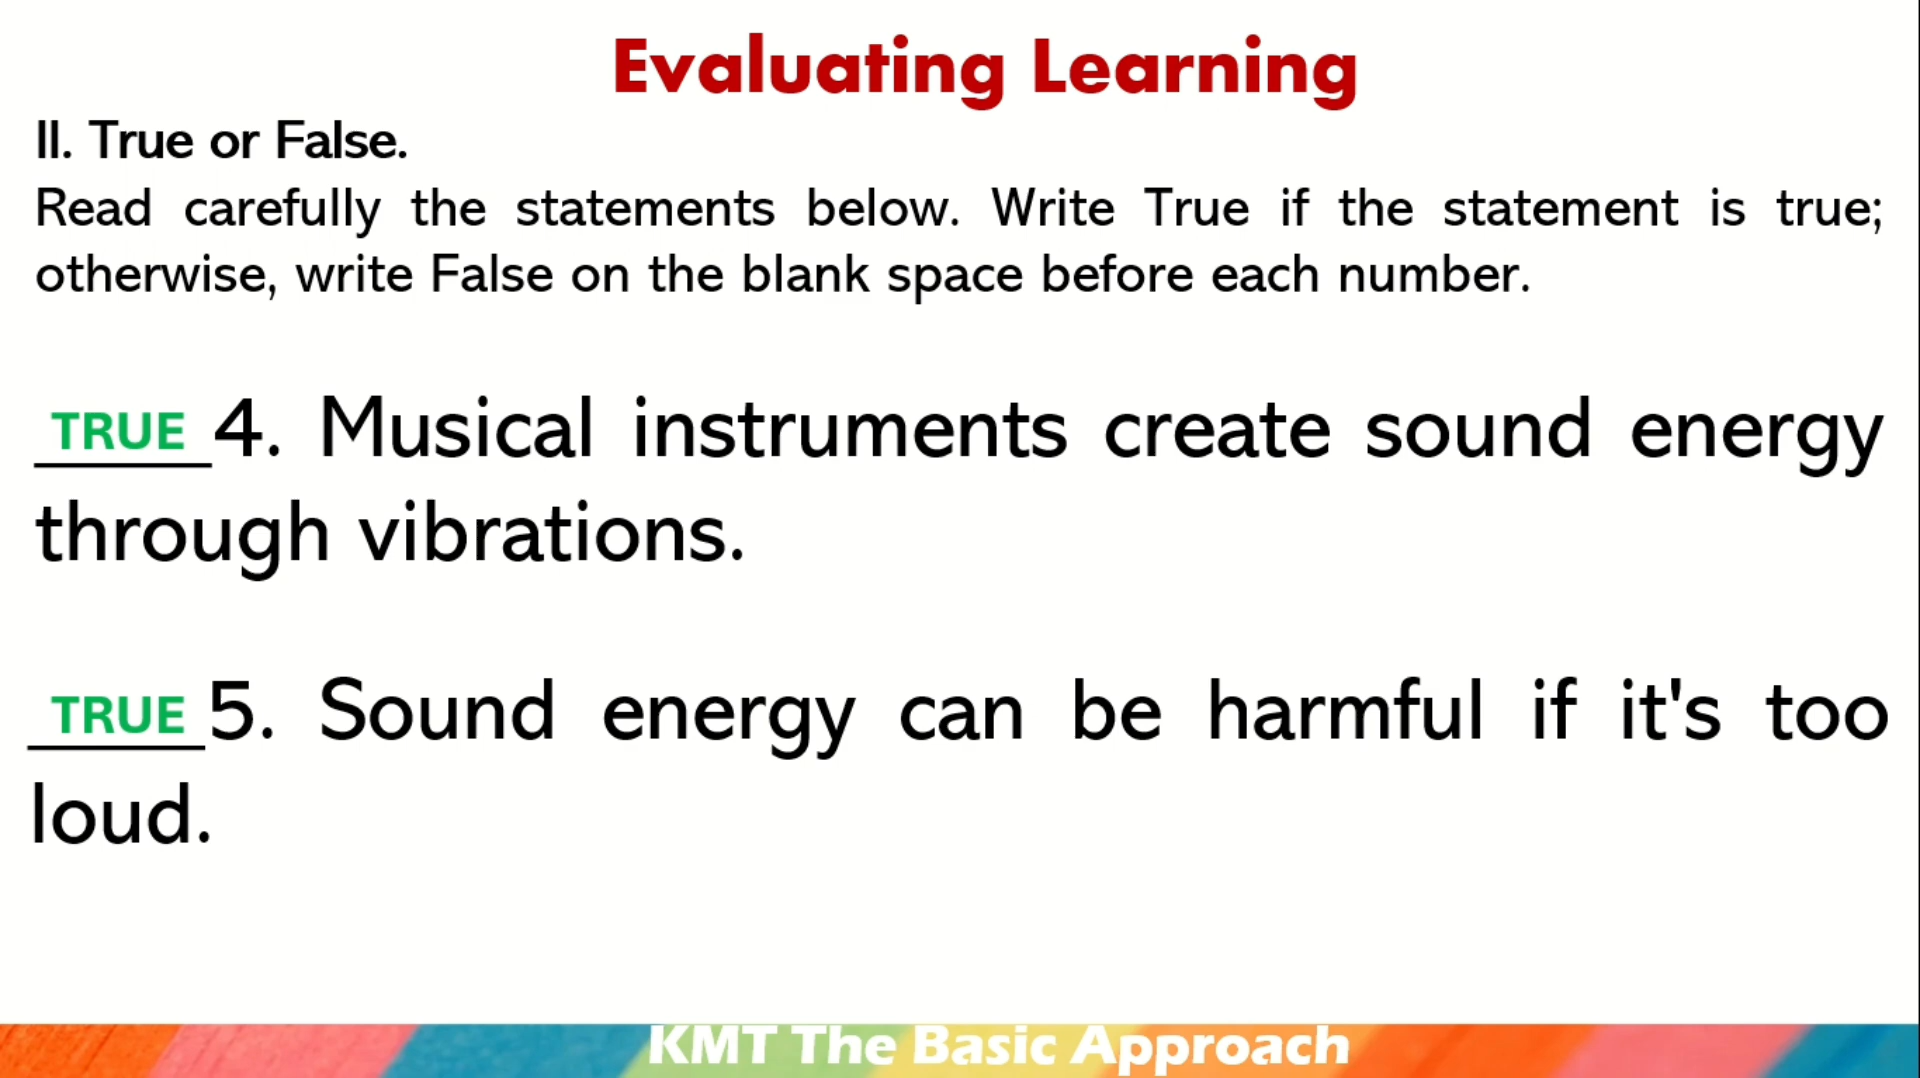 Evaluating Learning
II. True or False.
Read carefully the statements below. Write True if the statement is true;
otherwise, write False on the blank space before each number.
TRUE 4. Musical instruments create sound energy
through vibrations.
TRUE 5. Sound energy can be harmful if it's too
loud.
KMT The Basic Approach